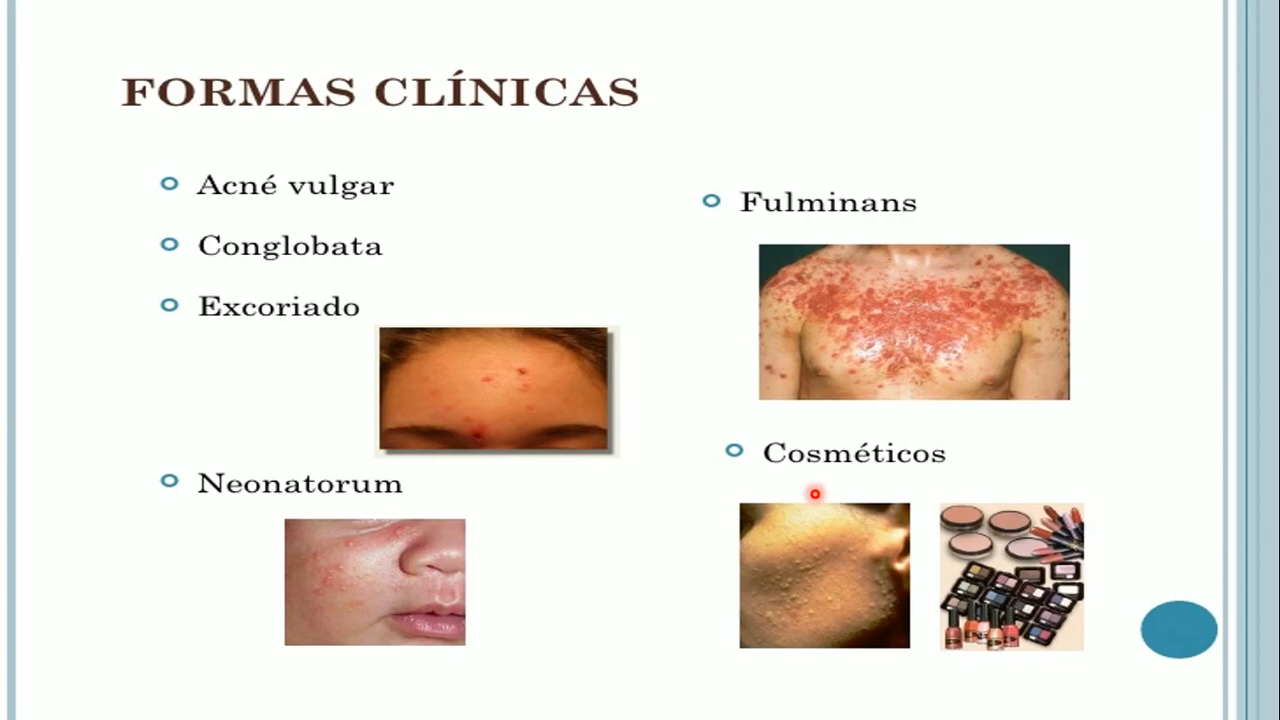 FORMAS CLÍNICAS
Acné vulgar
Conglobata
Excoriado
Neonatorum
Fulminans
Cosméticos